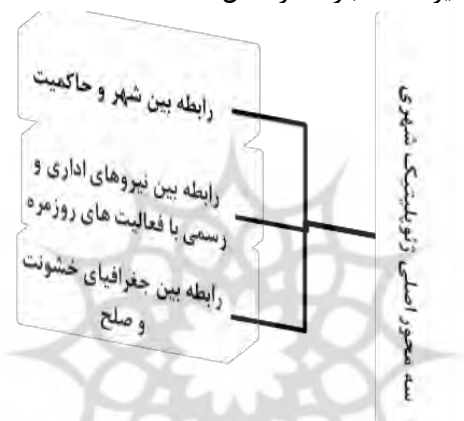 سه محور اصلی ژئوپلیتیک شهری
رابطه بین شهر و حاکمیت
رابطه بین نیروهای اداری و
رسمی با فعالیت های روزمره
رابطه بین جغرافیای خشونت
و صلح